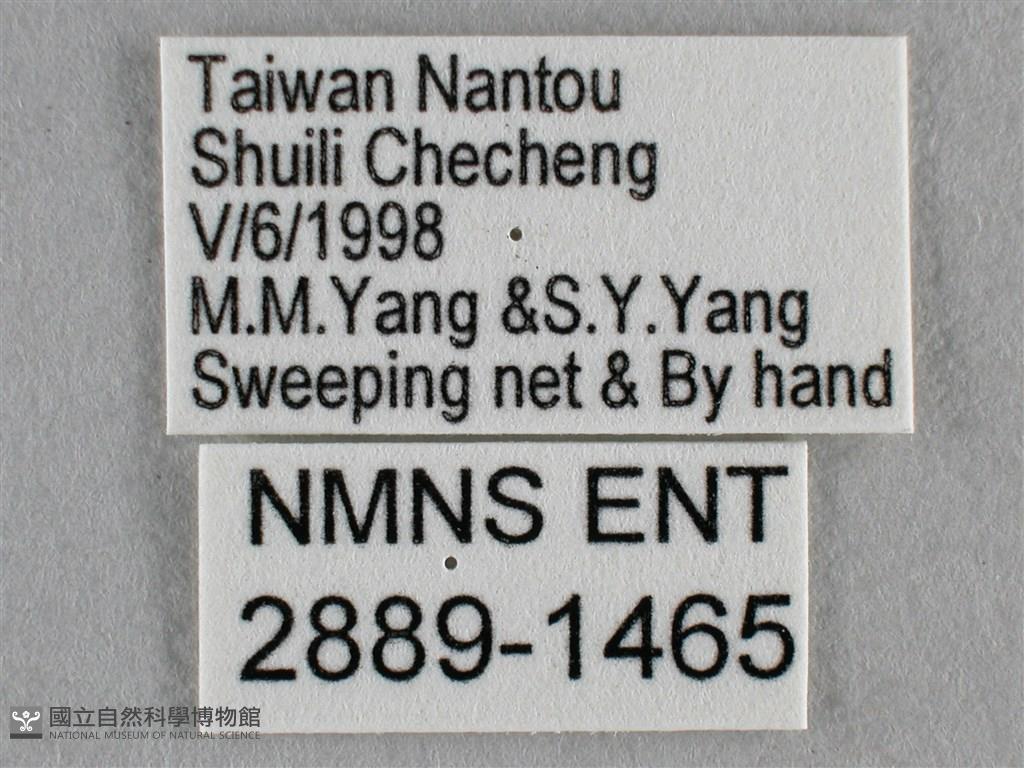 Taiwan Nantou
Shuili Checheng
V/6/1998
M.M.Yang &S.Y.Yang
Sweeping net & By hand
NMNS ENT
2889-1465
國立自然科學博物館
NATIONAL MUSEUM OF NATURAL SCIENCE